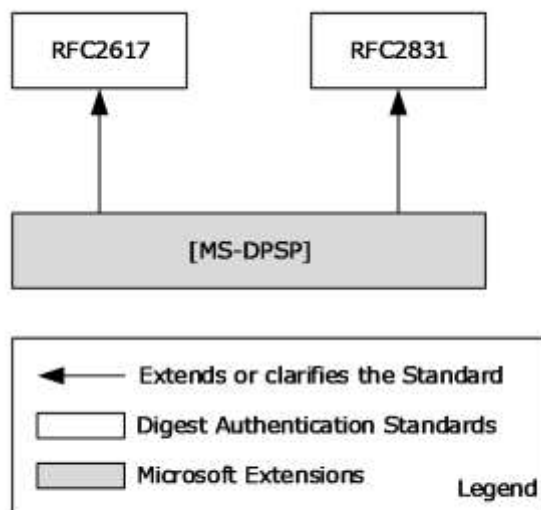 RFC2617
RFC2831
[MS-DPSP]
Extends or clarifies the Standard
Digest Authentication Standards
Microsoft Extensions
Legend